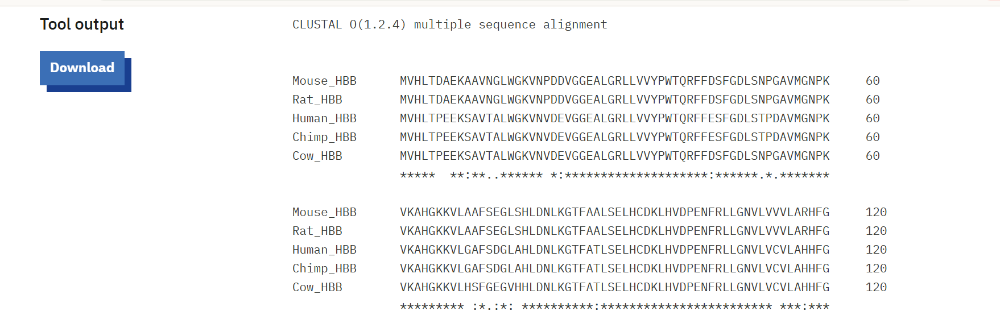 Tool output
Download
CLUSTAL O(1.2.4) multiple sequence alignment
Mouse_HBB MVHLTDAEKAAVNGLWGKVNPDDVGGEALGRLLVVYPWTQRFFDSFGDLSNPGAVMGNPK 60
Rat_HBB MVHLTDAEKAAVNGLWGKVNPDDVGGEALGRLLVVYPWTQRFFDSFGDLSNPGAVMGNPK 60
Human_HBB MVHLTPEEKSAVTALWGKVNVDEVGGEALGRLLVVYPWTQRFFESFGDLSTPDAVMGNPK 60
Chimp_HBB MVHLTPEEKSAVTALWGKVNVDEVGGEALGRLLVVYPWTQRFFESFGDLSTPDAVMGNPK 60
Cow_HBB MVHLTPEEKSAVTALWGKVNVDEVGGEALGRLLVVYPWTQRFFDSFGDLSNPGAVMGNPK 60
*****  **:**..****** *:********************:******.*.*******
Mouse_HBB VKAHGKKVLAAFSEGLSHLDNLKGTFAALSELHCDKLHVDPENFRLLGNVLVVVLARHFG 120
Rat_HBB VKAHGKKVLAAFSEGLSHLDNLKGTFAALSELHCDKLHVDPENFRLLGNVLVVVLARHFG 120
Human_HBB VKAHGKKVLGAFSDGLAHLDNLKGTFATLSELHCDKLHVDPENFRLLGNVLVCVLAHHFG 120
Chimp_HBB VKAHGKKVLGAFSDGLAHLDNLKGTFATLSELHCDKLHVDPENFRLLGNVLVCVLAHHFG 120
Cow_HBB VKAHGKKVLHSFGEGVHHLDNLKGTFATLSELHCDKLHVDPENFRLLGNVLVCVLAHHFG 120
********* :*.:*: **********:************************ ***:***